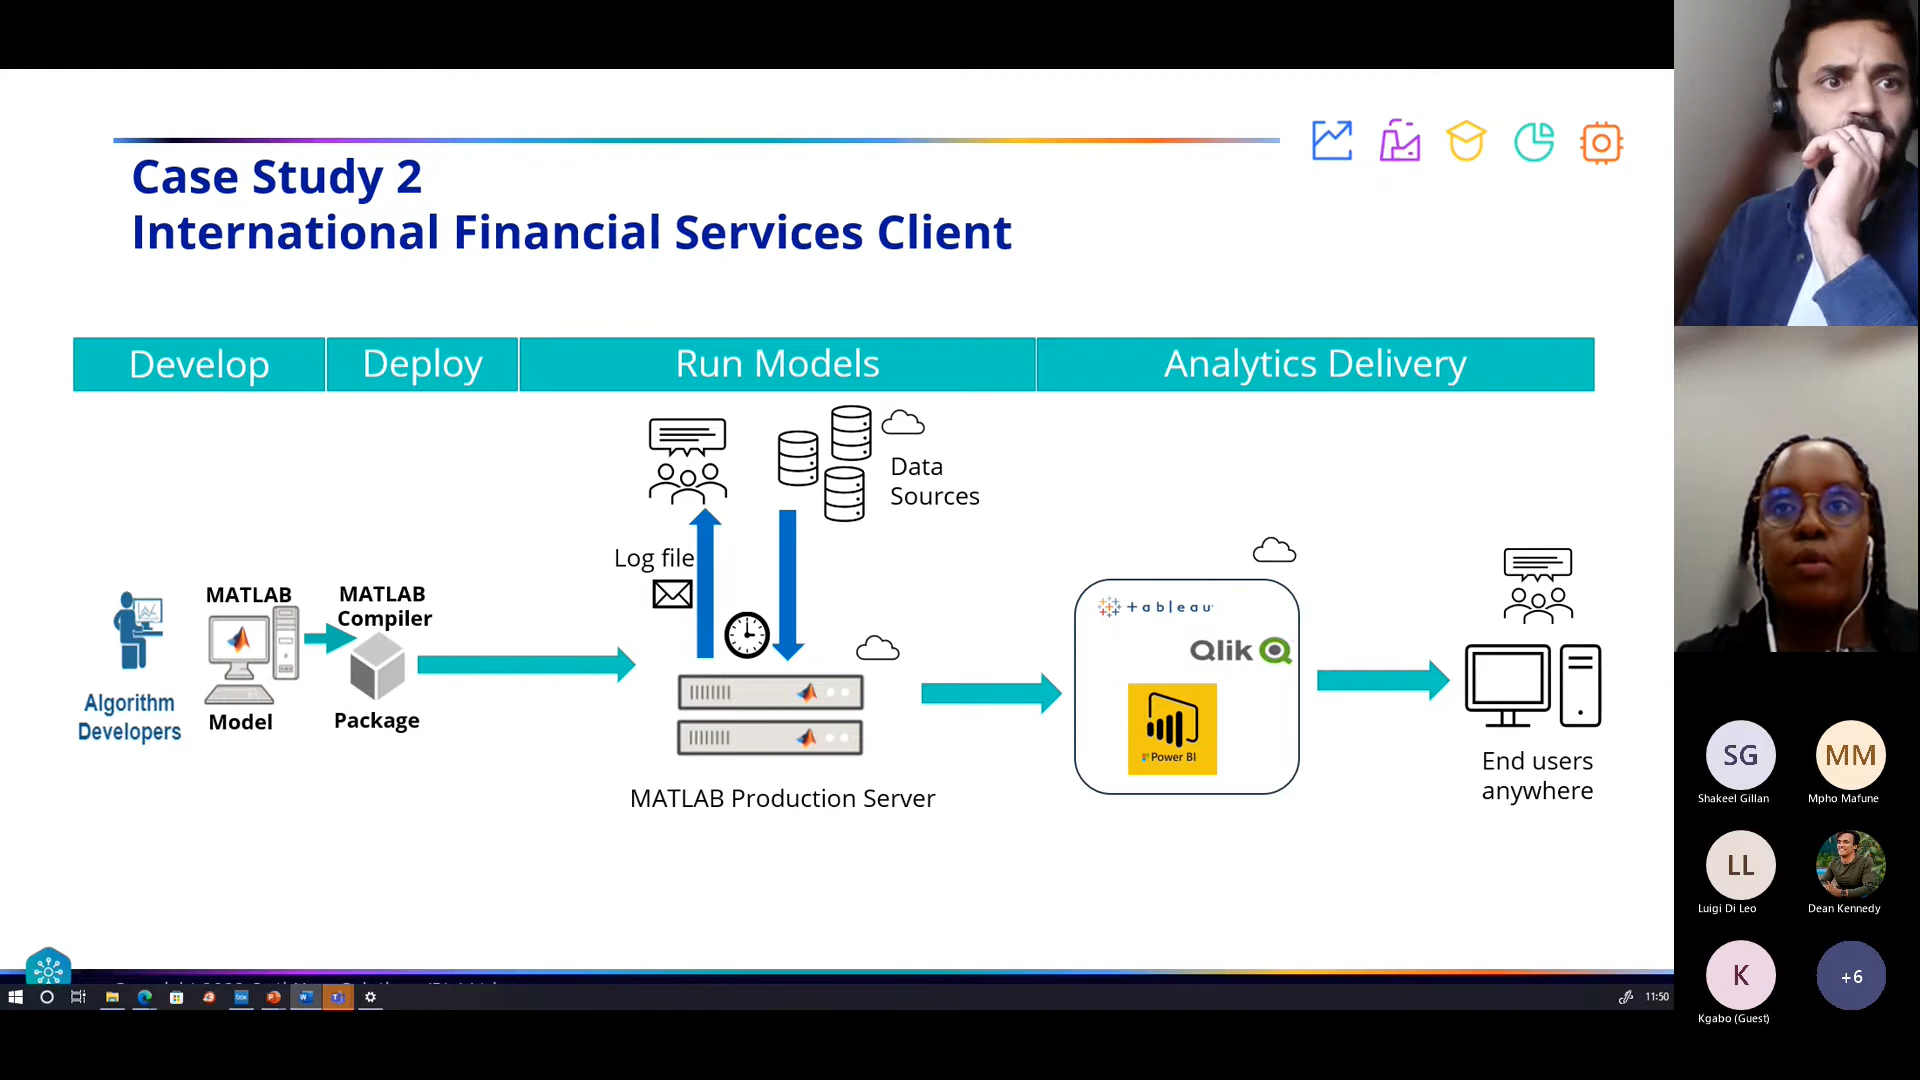 Case Study 2
International Financial Services Client
Develop
Deploy
Run Models
Analytics Delivery
Data
Sources
Log file
MATLAB
MATLAB
Compiler
Algorithm
Developers
Model
Package
MATLAB Production Server
+ableau
Qlik
Power BI
End users
anywhere
SG
Shakeel Gillan
MM
Mpho Mafune
LL
Luigi Di Leo
Dean Kennedy
K
Kgabo (Guest)
+6
11:50